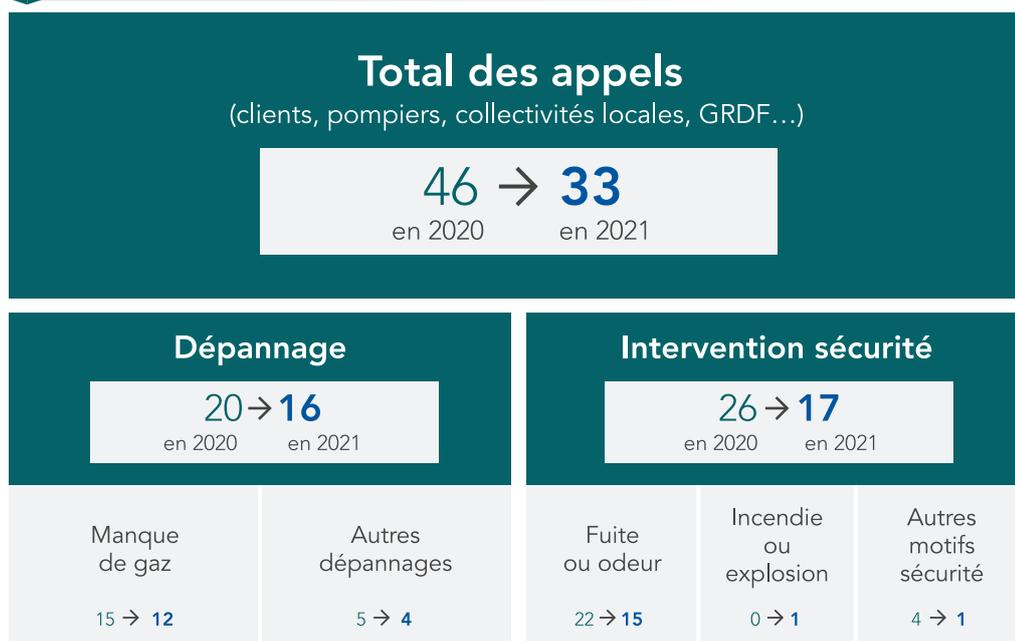 Total des appels
(clients, pompiers, collectivités locales, GRDF…)
46 → 33
en 2020 en 2021
Dépannage
20 → 16
en 2020 en 2021
Manque
de gaz
15 → 12
Autres
dépannages
5 → 4
Intervention sécurité
26 → 17
en 2020 en 2021
Fuite
ou odeur
22 → 15
Incendie
ou
explosion
0 → 1
Autres
motifs
sécurité
4 → 1